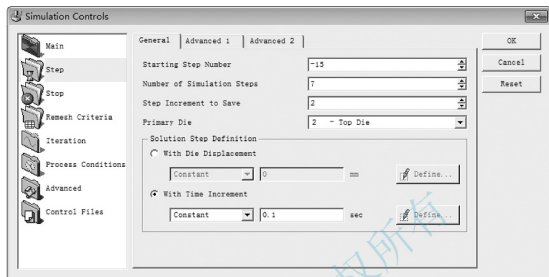 Simulation Controls
Main
Step
Stop
Remesh Criteria
Iteration
Process Conditions
Advanced
Control Files
General
Advanced 1
Advanced 2
Starting Step Number
-15
Number of Simulation Steps
7
Step Increment to Save
2
Primary Die
2 - Top Die
Solution Step Definition
With Die Displacement
Constant
0
mm
Define...
With Time Increment
Constant
0.1
sec
Define...
OK
Cancel
Reset
权所有